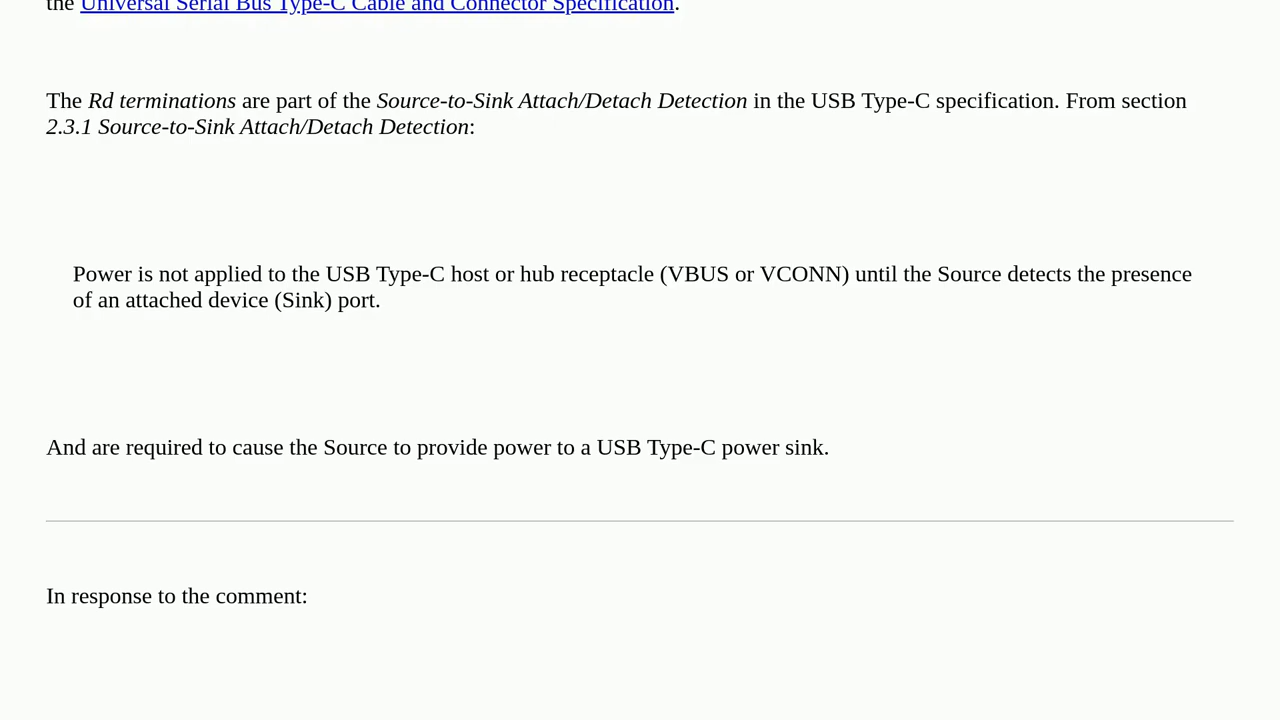 the Universal Serial Bus Type-C Cable and Connector Specification.
The Rd terminations are part of the Source-to-Sink Attach/Detach Detection in the USB Type-C specification. From section
2.3.1 Source-to-Sink Attach/Detach Detection:
Power is not applied to the USB Type-C host or hub receptacle (VBUS or VCONN) until the Source detects the presence
of an attached device (Sink) port.
And are required to cause the Source to provide power to a USB Type-C power sink.
In response to the comment: